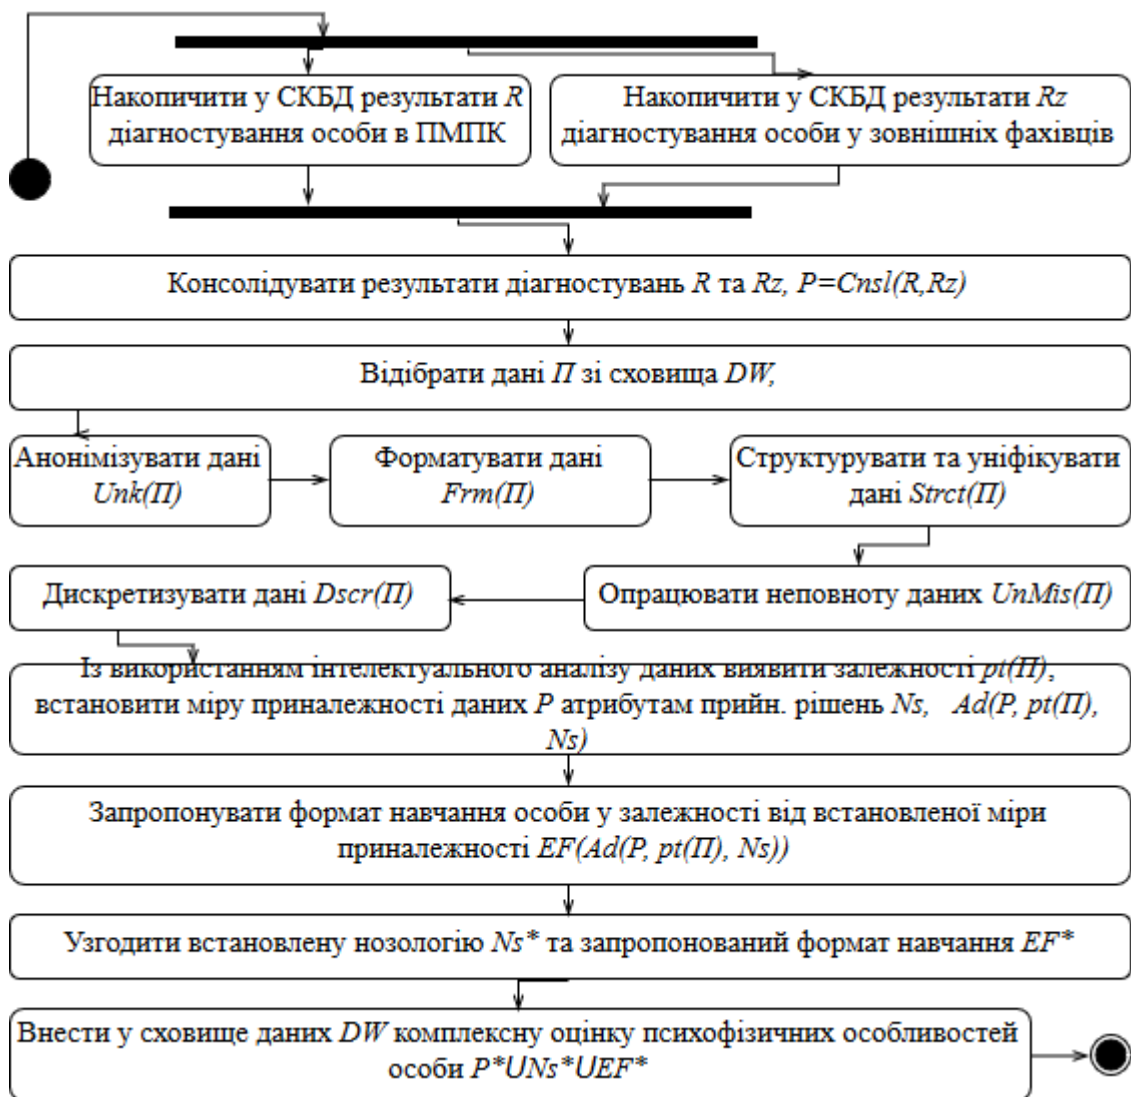 Накопичити у СКБД результати R
діагностування особи в ПМПК
Накопичити у СКБД результати Rz
діагностування особи у зовнішніх фахівців
Консолідувати результати діагностувань R та Rz, P=Cnsl(R,Rz)
Відібрати дані П зі сховища DW,
Анонімізувати дані
Unk(П)
Форматувати дані
Frm(П)
Структурувати та уніфікувати
дані Strct(П)
Дискретизувати дані Dscr(П)
Опрацювати неповноту даних UnMis(П)
Із використанням інтелектуального аналізу даних виявити залежності pt(П),
встановити міру приналежності даних P атрибутам прийн. рішень Ns, Ad(P, pt(П),
Ns)
Запропонувати формат навчання особи у залежності від встановленої міри
приналежності EF(Ad(P, pt(П), Ns))
Узгодити встановлену нозологію Ns* та запропонований формат навчання EF*
Внести у сховище даних DW комплексну оцінку психофізичних особливостей
особи P*UNs*UEF*